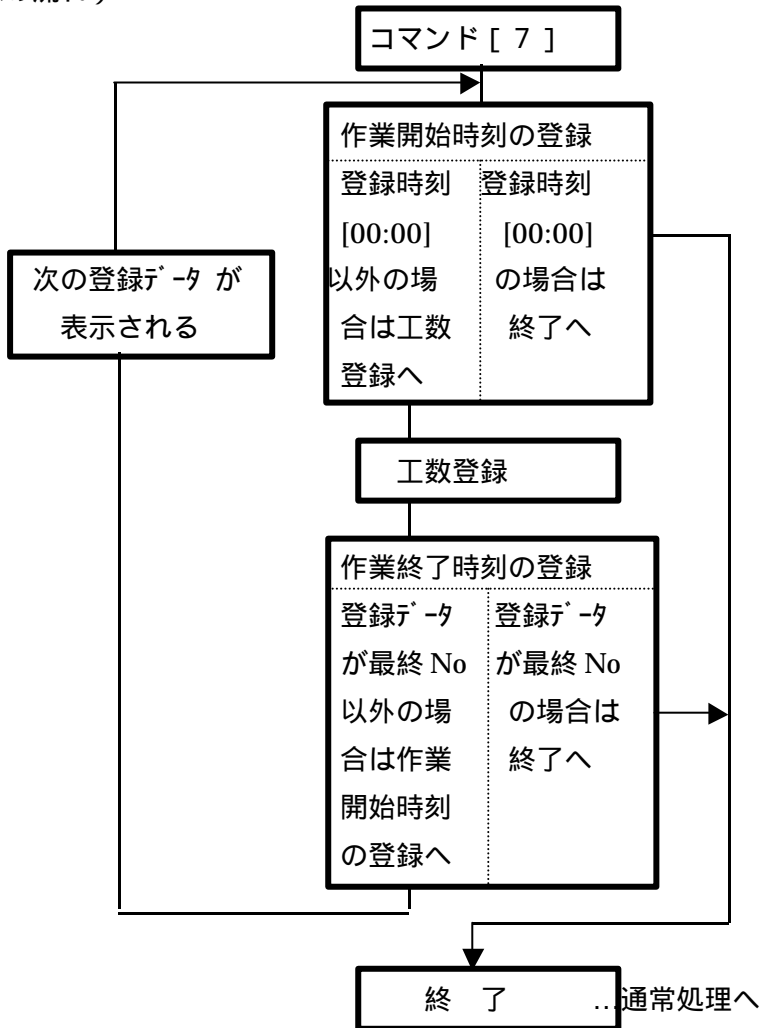 コマンド[ 7 ]
作業開始時刻の登録
登録時刻
[00:00]
以外の場
合は工数
登録へ
登録時刻
[00:00]
の場合は
終了へ
次の登録ﾃﾞｰﾀ が
表示される
工数登録
作業終了時刻の登録
登録ﾃﾞｰﾀ
が最終 No
以外の場
合は作業
開始時刻
の登録へ
登録ﾃﾞｰﾀ
が最終 No
の場合は
終了へ
終 了 …通常処理へ